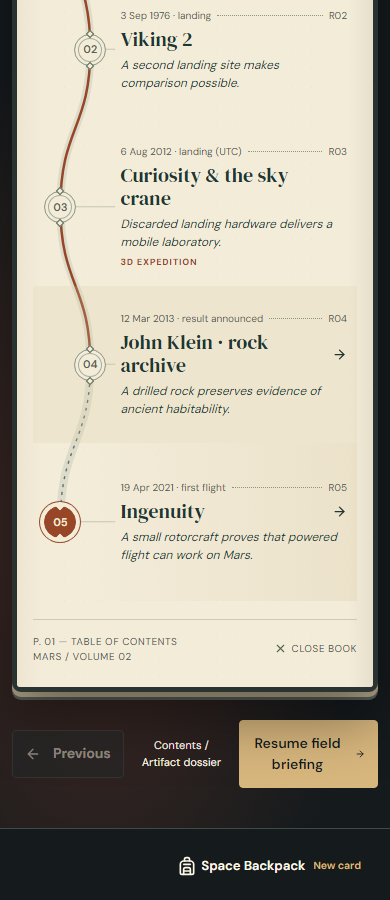 3 Sep 1976 · landing R02
02
Viking 2
A second landing site makes
comparison possible.
6 Aug 2012 · landing (UTC) R03
Curiosity & the sky
crane
03
Discarded landing hardware delivers a
mobile laboratory.
3D EXPEDITION
12 Mar 2013 · result announced R04
John Klein · rock
archive
04
A drilled rock preserves evidence of
ancient habitability.
19 Apr 2021 · first flight R05
Ingenuity
05
A small rotorcraft proves that powered
flight can work on Mars.
P. 01 — TABLE OF CONTENTS
MARS / VOLUME 02
CLOSE BOOK
Previous
Contents /
Artifact dossier
Resume field
briefing
Space Backpack New card